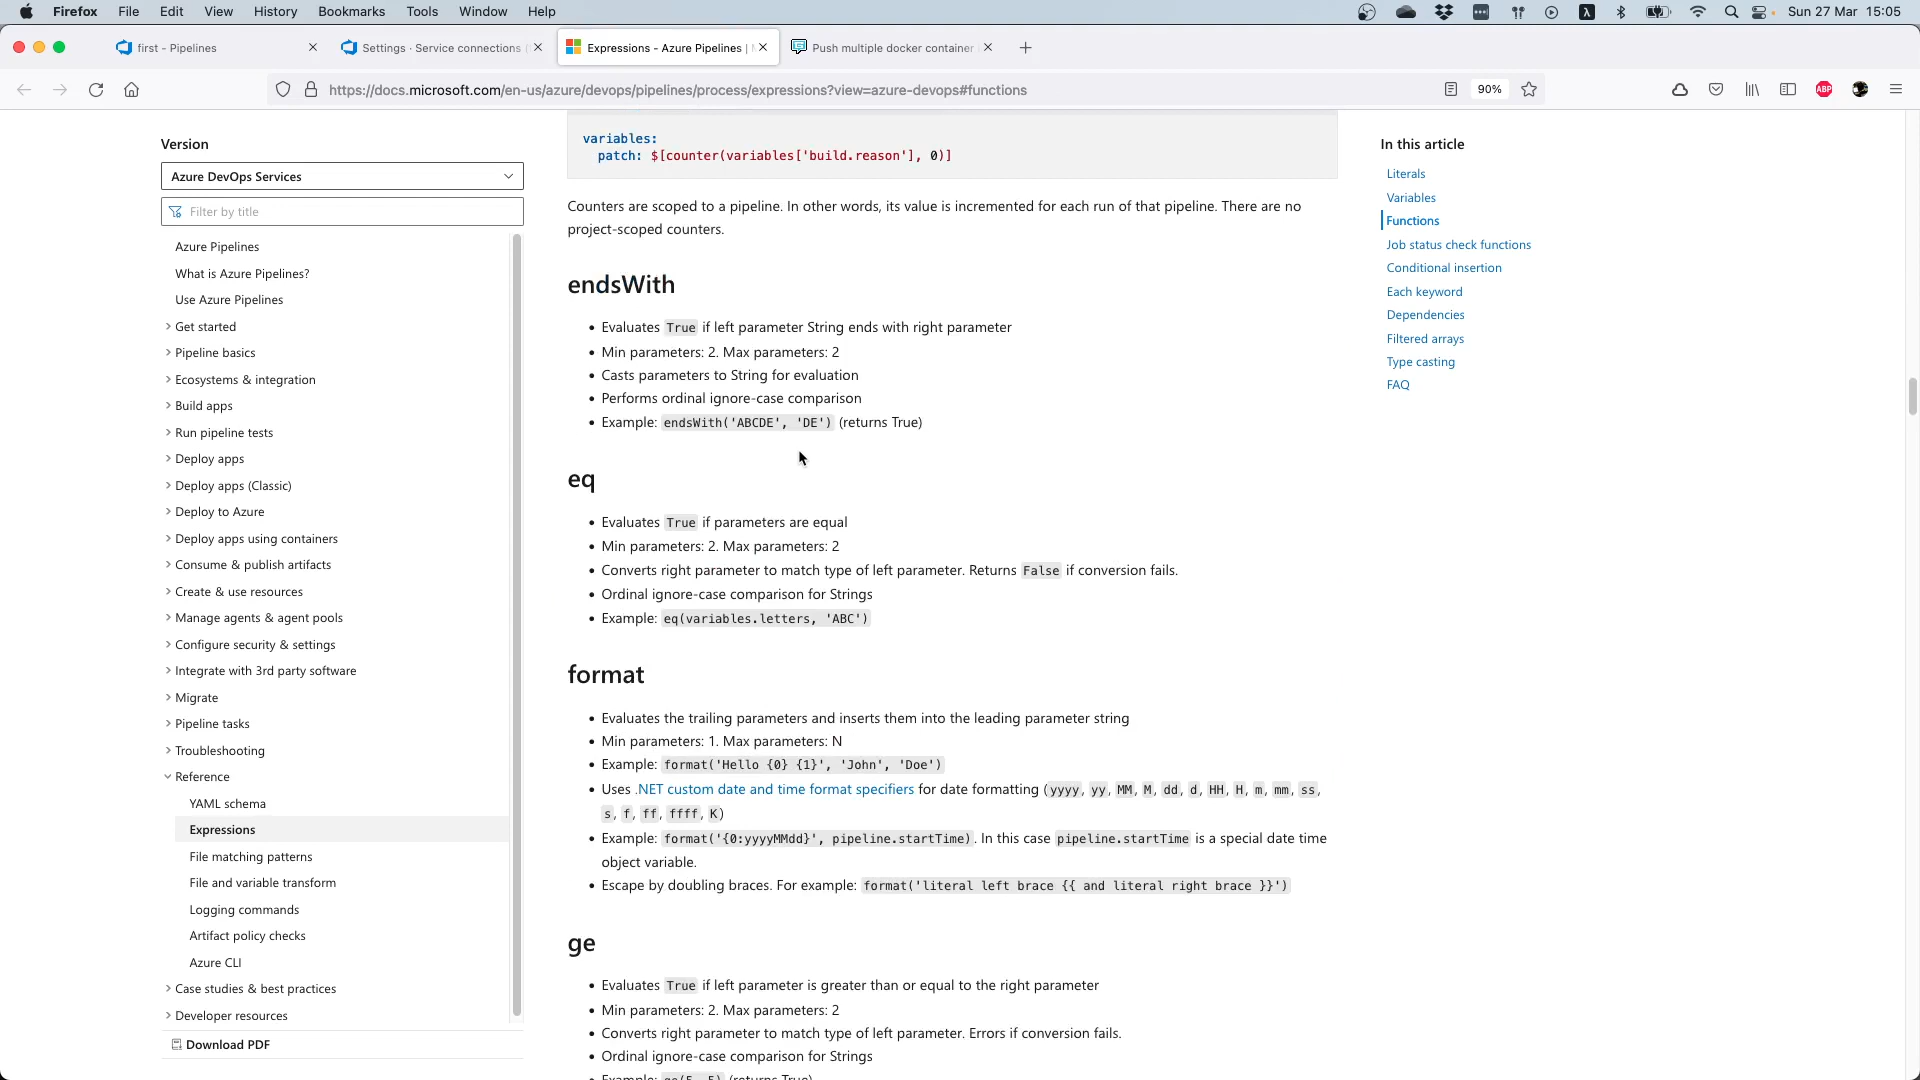 Firefox File Edit View History Bookmarks Tools Window Help Sun 27 Mar 15:05
first - Pipelines
Settings · Service connections
Expressions - Azure Pipelines |
Push multiple docker container
https://docs.microsoft.com/en-us/azure/devops/pipelines/process/expressions?view=azure-devops#functions
90%
ABP
Version
Azure DevOps Services
Filter by title
Azure Pipelines
What is Azure Pipelines?
Use Azure Pipelines
Get started
Pipeline basics
Ecosystems & integration
Build apps
Run pipeline tests
Deploy apps
Deploy apps (Classic)
Deploy to Azure
Deploy apps using containers
Consume & publish artifacts
Create & use resources
Manage agents & agent pools
Configure security & settings
Integrate with 3rd party software
Migrate
Pipeline tasks
Troubleshooting
Reference
YAML schema
Expressions
File matching patterns
File and variable transform
Logging commands
Artifact policy checks
Azure CLI
Case studies & best practices
Developer resources
Download PDF
variables:
patch: $[counter(variables['build.reason'], 0)]
Counters are scoped to a pipeline. In other words, its value is incremented for each run of that pipeline. There are no
project-scoped counters.
endsWith
• Evaluates True if left parameter String ends with right parameter
• Min parameters: 2. Max parameters: 2
• Casts parameters to String for evaluation
• Performs ordinal ignore-case comparison
• Example: endsWith('ABCDE', 'DE') (returns True)
eq
• Evaluates True if parameters are equal
• Min parameters: 2. Max parameters: 2
• Converts right parameter to match type of left parameter. Returns False if conversion fails.
• Ordinal ignore-case comparison for Strings
• Example: eq(variables.letters, 'ABC')
format
• Evaluates the trailing parameters and inserts them into the leading parameter string
• Min parameters: 1. Max parameters: N
• Example: format('Hello {0} {1}', 'John', 'Doe')
• Uses .NET custom date and time format specifiers for date formatting (yyyy, yy, MM, M, dd, d, HH, H, m, mm, ss,
s, f, ff, ffff, K)
• Example: format('{0:yyyyMMdd}', pipeline.startTime). In this case pipeline.startTime is a special date time
object variable.
• Escape by doubling braces. For example: format('literal left brace {{ and literal right brace }}')
ge
• Evaluates True if left parameter is greater than or equal to the right parameter
• Min parameters: 2. Max parameters: 2
• Converts right parameter to match type of left parameter. Errors if conversion fails.
• Ordinal ignore-case comparison for Strings
• Example: ge(5, 5) (returns True)
In this article
Literals
Variables
Functions
Job status check functions
Conditional insertion
Each keyword
Dependencies
Filtered arrays
Type casting
FAQ